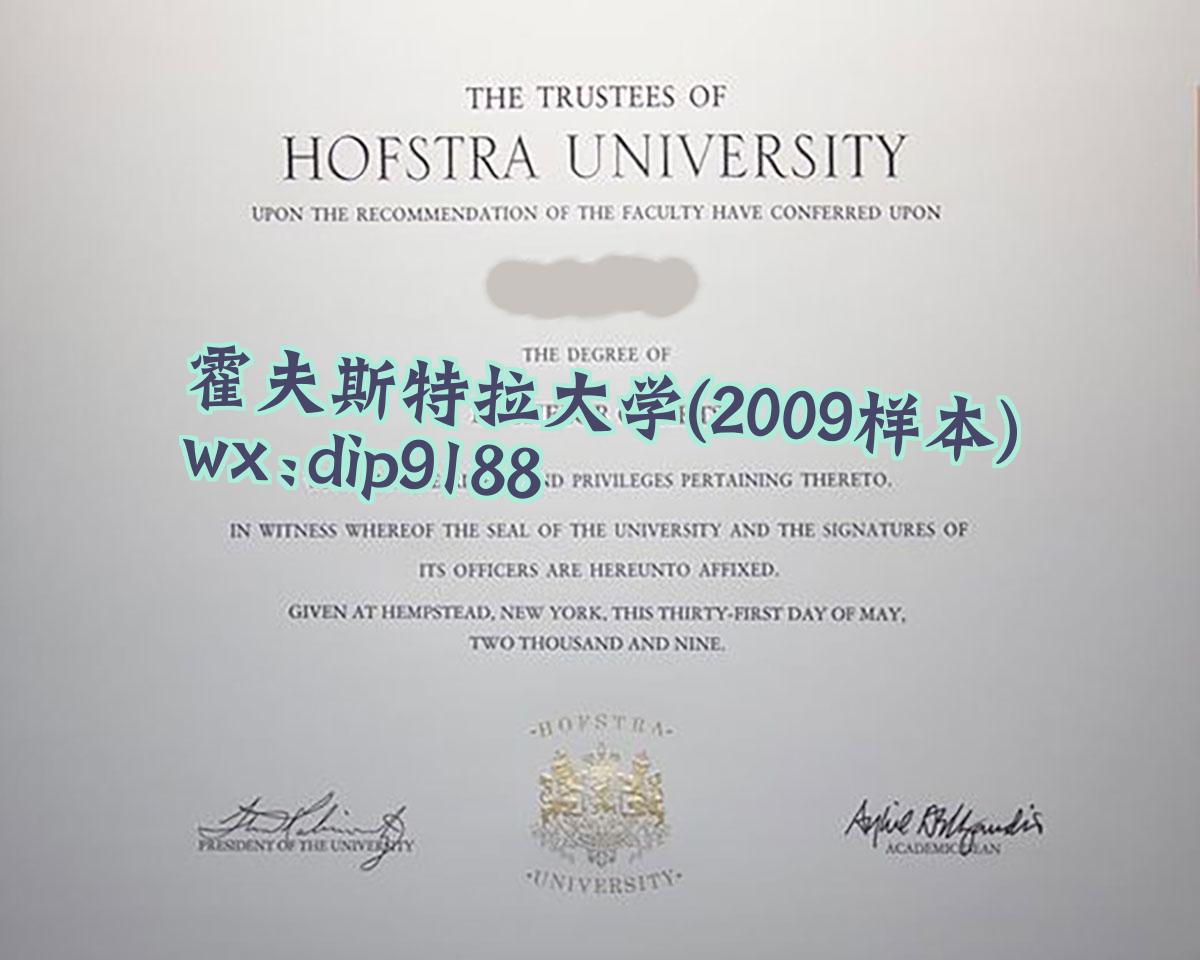 THE TRUSTEES OF
HOFSTRA UNIVERSITY
UPON THE RECOMMENDATION OF THE FACULTY HAVE CONFERRED UPON
THE DEGREE OF
霍夫斯特拉大学(2009样本)
wx:dip9188
AND PRIVILEGES PERTAINING THERETO.
IN WITNESS WHEREOF THE SEAL OF THE UNIVERSITY AND THE SIGNATURES OF
ITS OFFICERS ARE HEREUNTO AFFIXED.
GIVEN AT HEMPSTEAD, NEW YORK, THIS THIRTY-FIRST DAY OF MAY,
TWO THOUSAND AND NINE.
·HOFSTRA·
·UNIVERSITY·
PRESIDENT OF THE UNIVERSITY
ACADEMIC DEAN